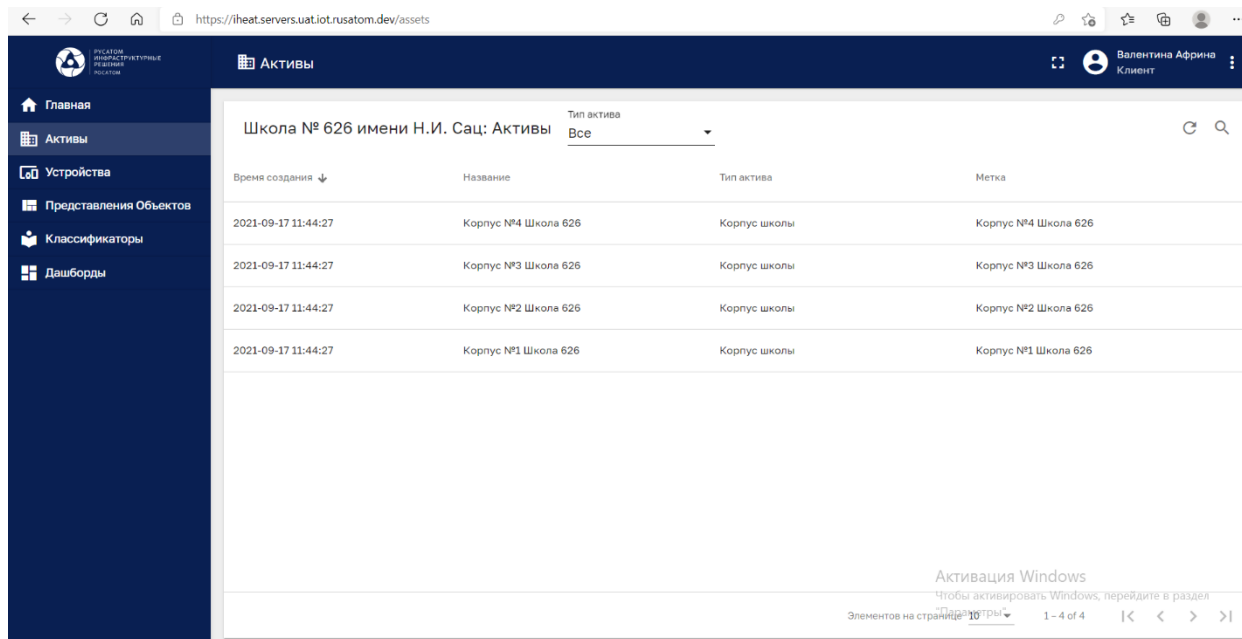 https://iheat.servers.uat.iot.rusatom.dev/assets
РУСАТОМ
ИНФРАСТРУКТУРНЫЕ
РЕШЕНИЯ
РОСАТОМ
Активы
Валентина Африна
Клиент
Главная
Активы
Устройства
Представления Объектов
Классификаторы
Дашборды
Школа № 626 имени Н.И. Сац: Активы
Тип актива
Все
Время создания Название Тип актива Метка
2021-09-17 11:44:27 Корпус №4 Школа 626 Корпус школы Корпус №4 Школа 626
2021-09-17 11:44:27 Корпус №3 Школа 626 Корпус школы Корпус №3 Школа 626
2021-09-17 11:44:27 Корпус №2 Школа 626 Корпус школы Корпус №2 Школа 626
2021-09-17 11:44:27 Корпус №1 Школа 626 Корпус школы Корпус №1 Школа 626
Активация Windows
Чтобы активировать Windows, перейдите в раздел
"Параметры".
Элементов на странице 10 1 – 4 of 4